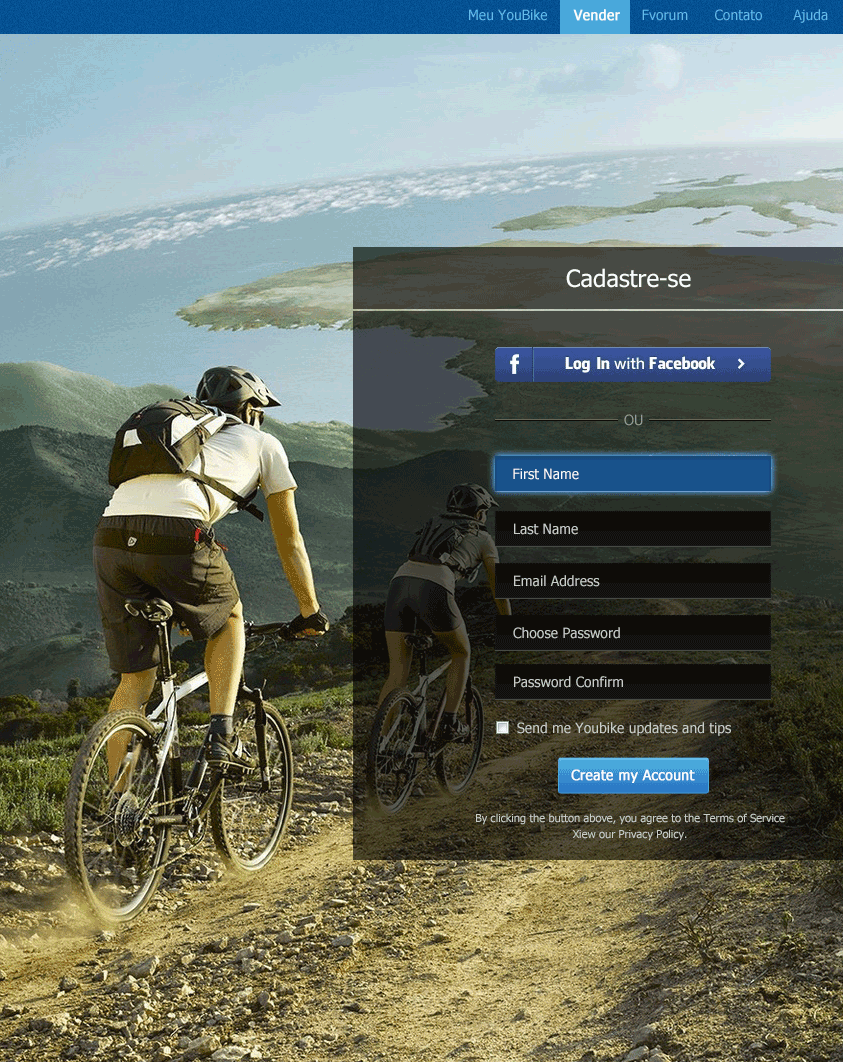 Meu YouBike Vender Fvorum Contato Ajuda
Cadastre-se
f Log In with Facebook
OU
First Name
Last Name
Email Address
Choose Password
Password Confirm
Send me Youbike updates and tips
Create my Account
By clicking the button above, you agree to the Terms of Service
Xiew our Privacy Policy.